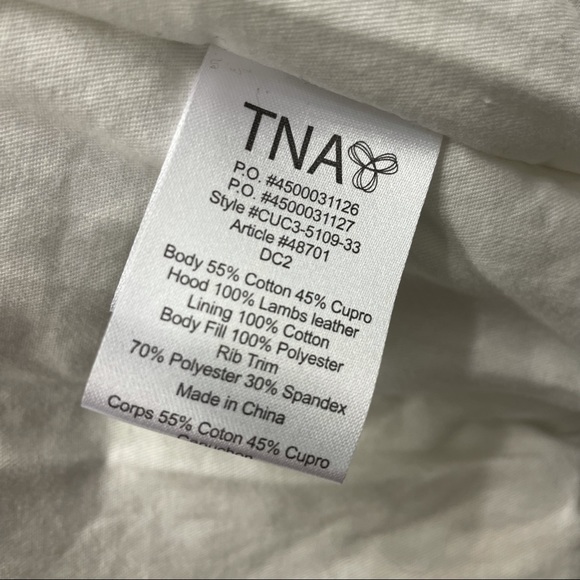 TNA
P.O. #4500031126
P.O. #4500031127
Style #CUC3-5109-33
Article #48701
DC2
Body 55% Cotton 45% Cupro
Hood 100% Lambs leather
Lining 100% Cotton
Body Fill 100% Polyester
Rib Trim
70% Polyester 30% Spandex
Made in China
Corps 55% Coton 45% Cupro